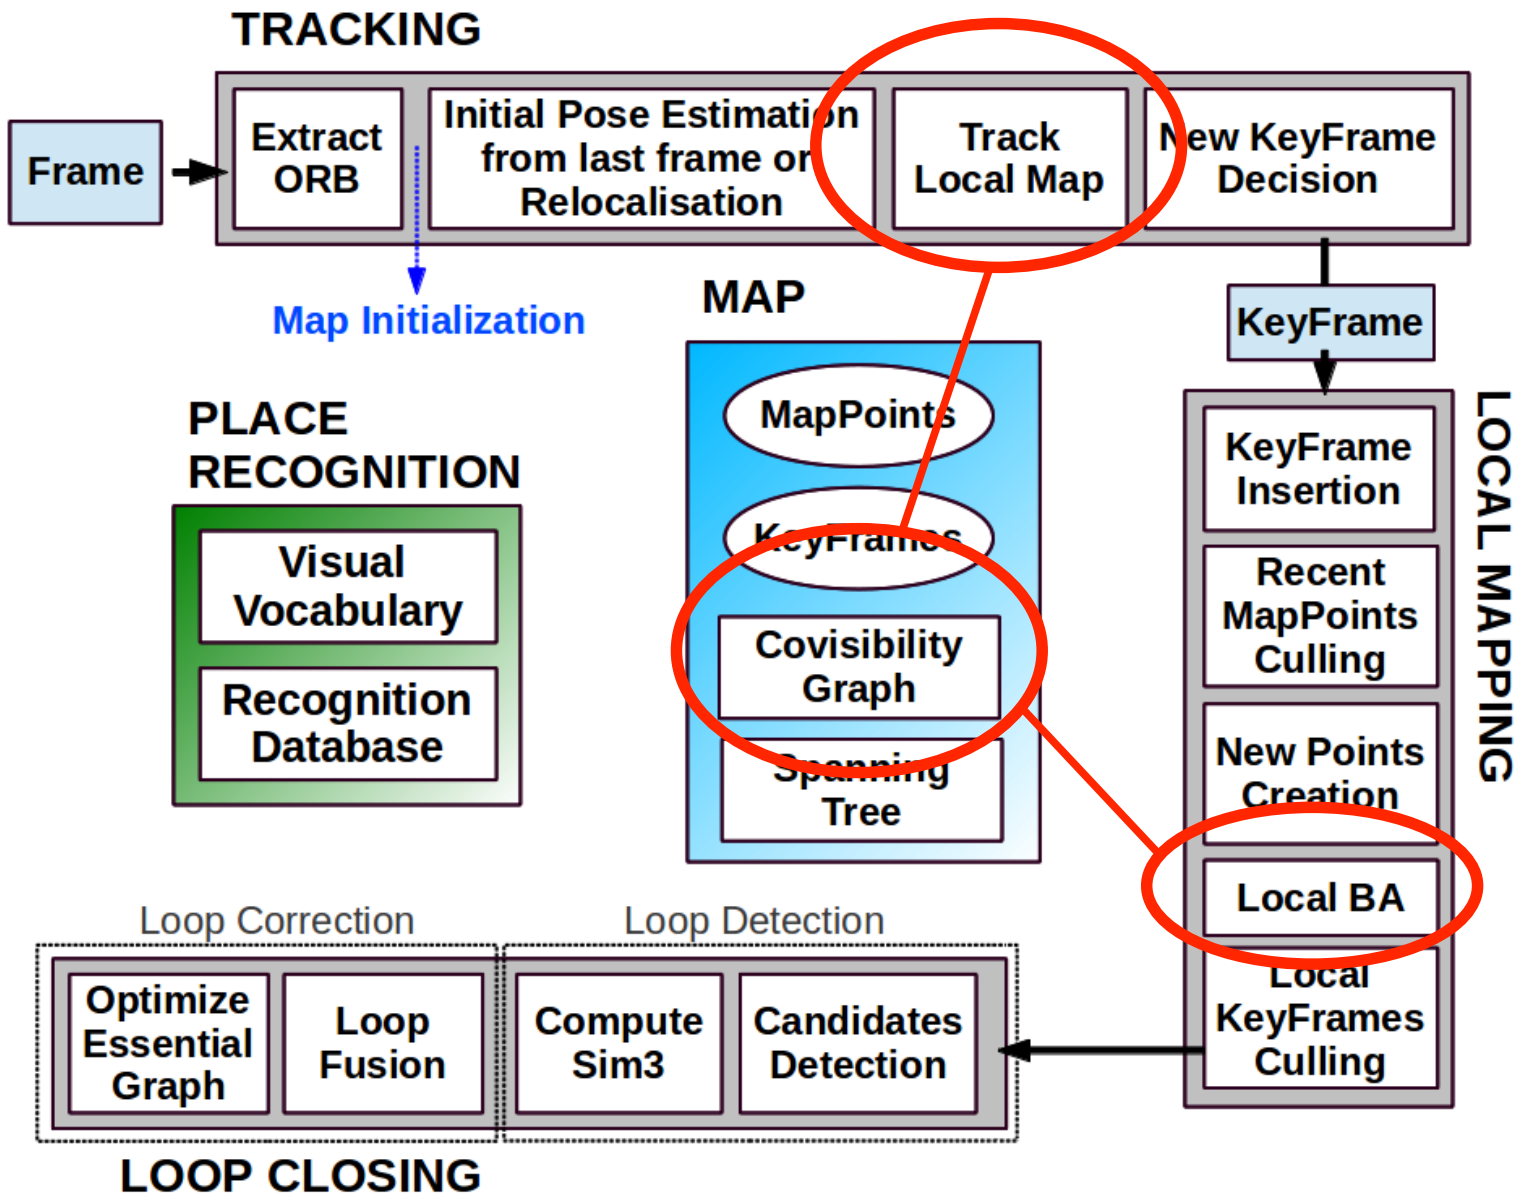 TRACKING
Frame
Extract
ORB
Initial Pose Estimation
from last frame or
Relocalisation
Track
Local Map
New KeyFrame
Decision
Map Initialization
MAP
KeyFrame
MapPoints
KeyFrames
Covisibility
Graph
Spanning
Tree
PLACE
RECOGNITION
Visual
Vocabulary
Recognition
Database
LOCAL MAPPING
KeyFrame
Insertion
Recent
MapPoints
Culling
New Points
Creation
Local BA
Local
KeyFrames
Culling
Loop Correction
Loop Detection
Optimize
Essential
Graph
Loop
Fusion
Compute
Sim3
Candidates
Detection
LOOP CLOSING